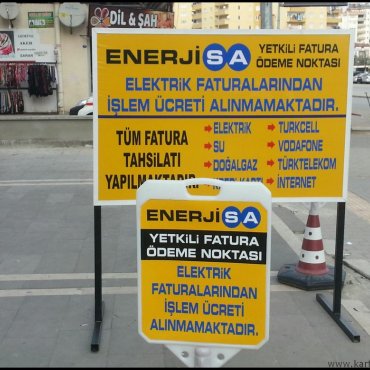 DİL & ŞAH
ENERJİSA YETKİLİ FATURA
ÖDEME NOKTASI
ELEKTRİK FATURALARINDAN
İŞLEM ÜCRETİ ALINMAMAKTADIR.
TÜM FATURA
TAHSİLATI
YAPILMAKTADIR
ELEKTRİK
SU
DOĞALGAZ
TURKCELL
VODAFONE
TÜRKTELEKOM
İNTERNET
ENERJİSA
YETKİLİ FATURA
ÖDEME NOKTASI
ELEKTRİK
FATURALARINDAN
İŞLEM ÜCRETİ
ALINMAMAKTADIR.